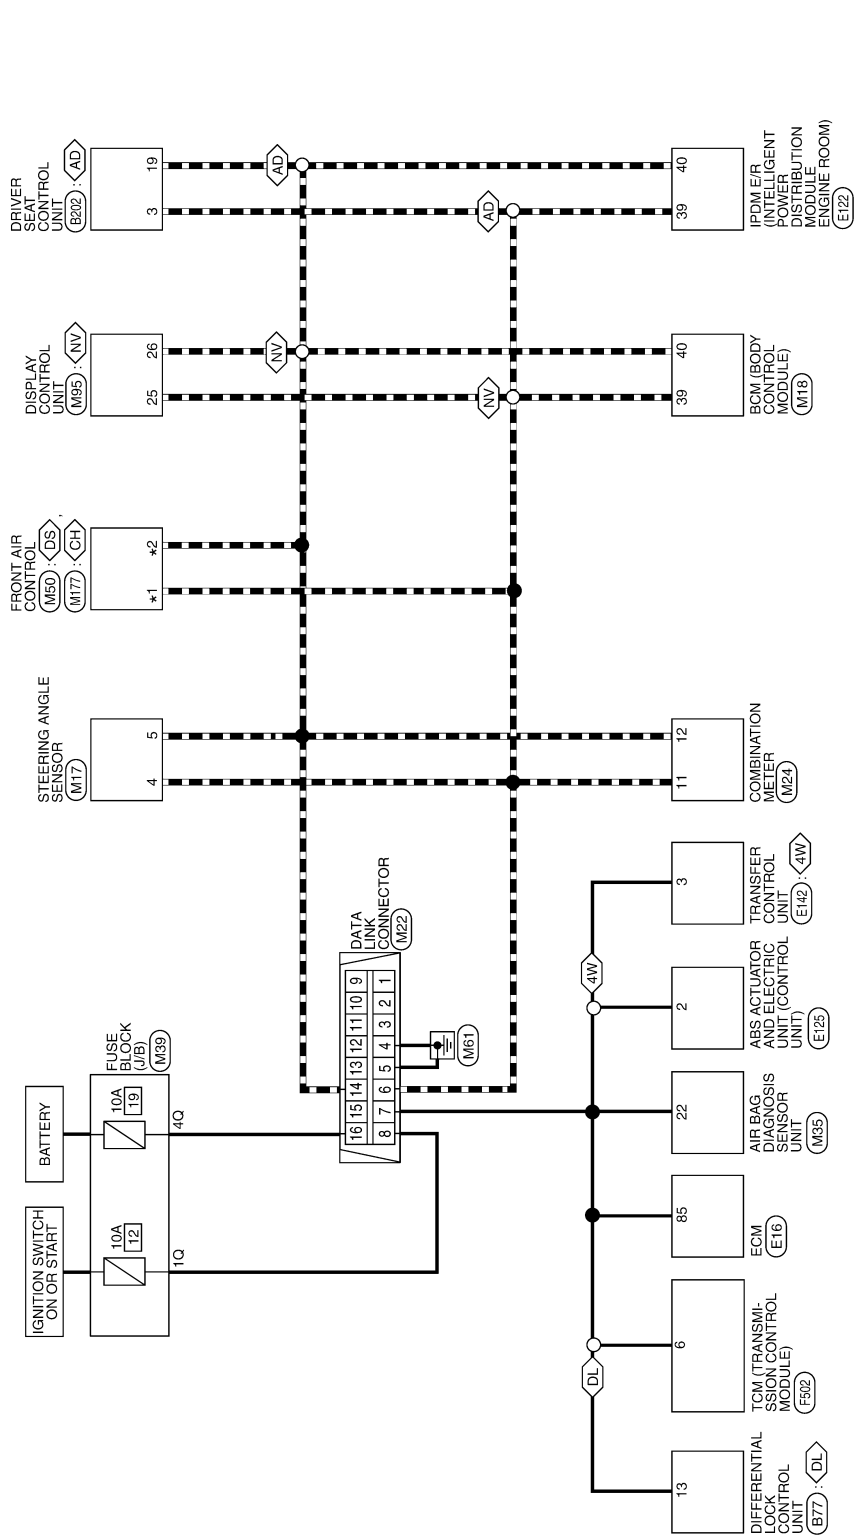 IGNITION SWITCH
ON OR START
BATTERY
10A
12
10A
19
FUSE
BLOCK
(J/B)
M39
1Q
4Q
STEERING ANGLE
SENSOR
M17
4
5
FRONT AIR
CONTROL
M50 : DS ,
M177 : CH
*1
*2
DISPLAY
CONTROL
UNIT
M95 : NV
25
26
DRIVER
SEAT
CONTROL
UNIT
B202 : AD
3
19
NV
AD
DATA
LINK
CONNECTOR
M22
16 15 14 13 12 11 10 9
8 7 6 5 4 3 2 1
M61
NV
AD
DL
4W
13
6
85
22
2
3
11
12
39
40
39
40
DIFFERENTIAL
LOCK
CONTROL
UNIT
B77 : DL
TCM (TRANSMI-
SSION CONTROL
MODULE)
F502
ECM
E16
AIR BAG
DIAGNOSIS
SENSOR
UNIT
M35
ABS ACTUATOR
AND ELECTRIC
UNIT (CONTROL
UNIT)
E125
TRANSFER
CONTROL
UNIT
E142 : 4W
COMBINATION
METER
M24
BCM (BODY
CONTROL
MODULE)
M18
IPDM E/R
(INTELLIGENT
POWER
DISTRIBUTION
MODULE
ENGINE ROOM)
E122